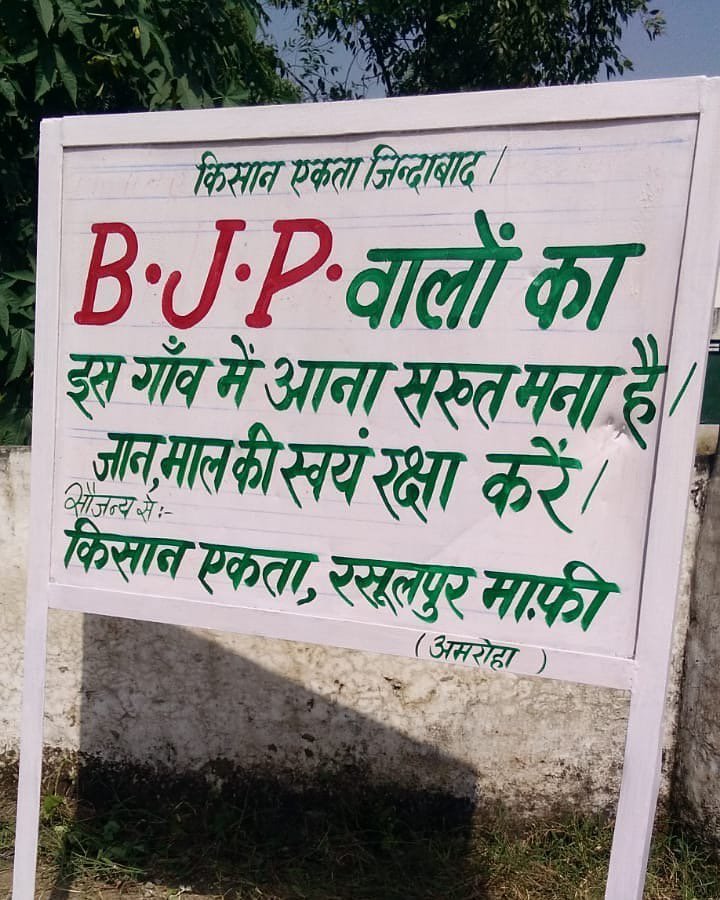 किसान एकता जिन्दाबाद।
B.J.P. वालों का
इस गाँव में आना सख्त मना है।
जान, माल की स्वयं रक्षा करें।
सौजन्य से :-
किसान एकता, रसूलपुर माफ़ी
(अमरोहा)